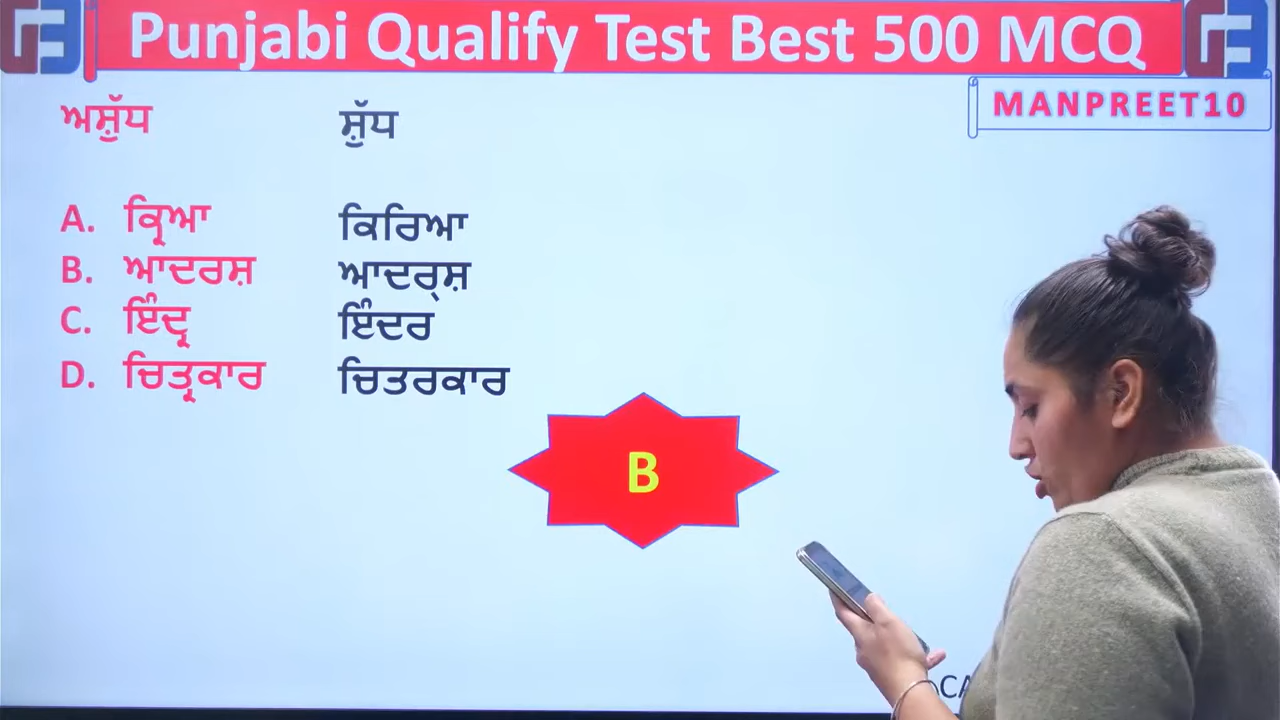 Punjabi Qualify Test Best 500 MCQ
MANPREET10
ਅਸ਼ੁੱਧ ਸ਼ੁੱਧ
A. ਕ੍ਰਿਆ ਕਿਰਿਆ
B. ਆਦਰਸ਼ ਆਦਰ੍ਸ਼
C. ਇੰਦ੍ਰ ਇੰਦਰ
D. ਚਿਤ੍ਰਕਾਰ ਚਿਤਰਕਾਰ
B